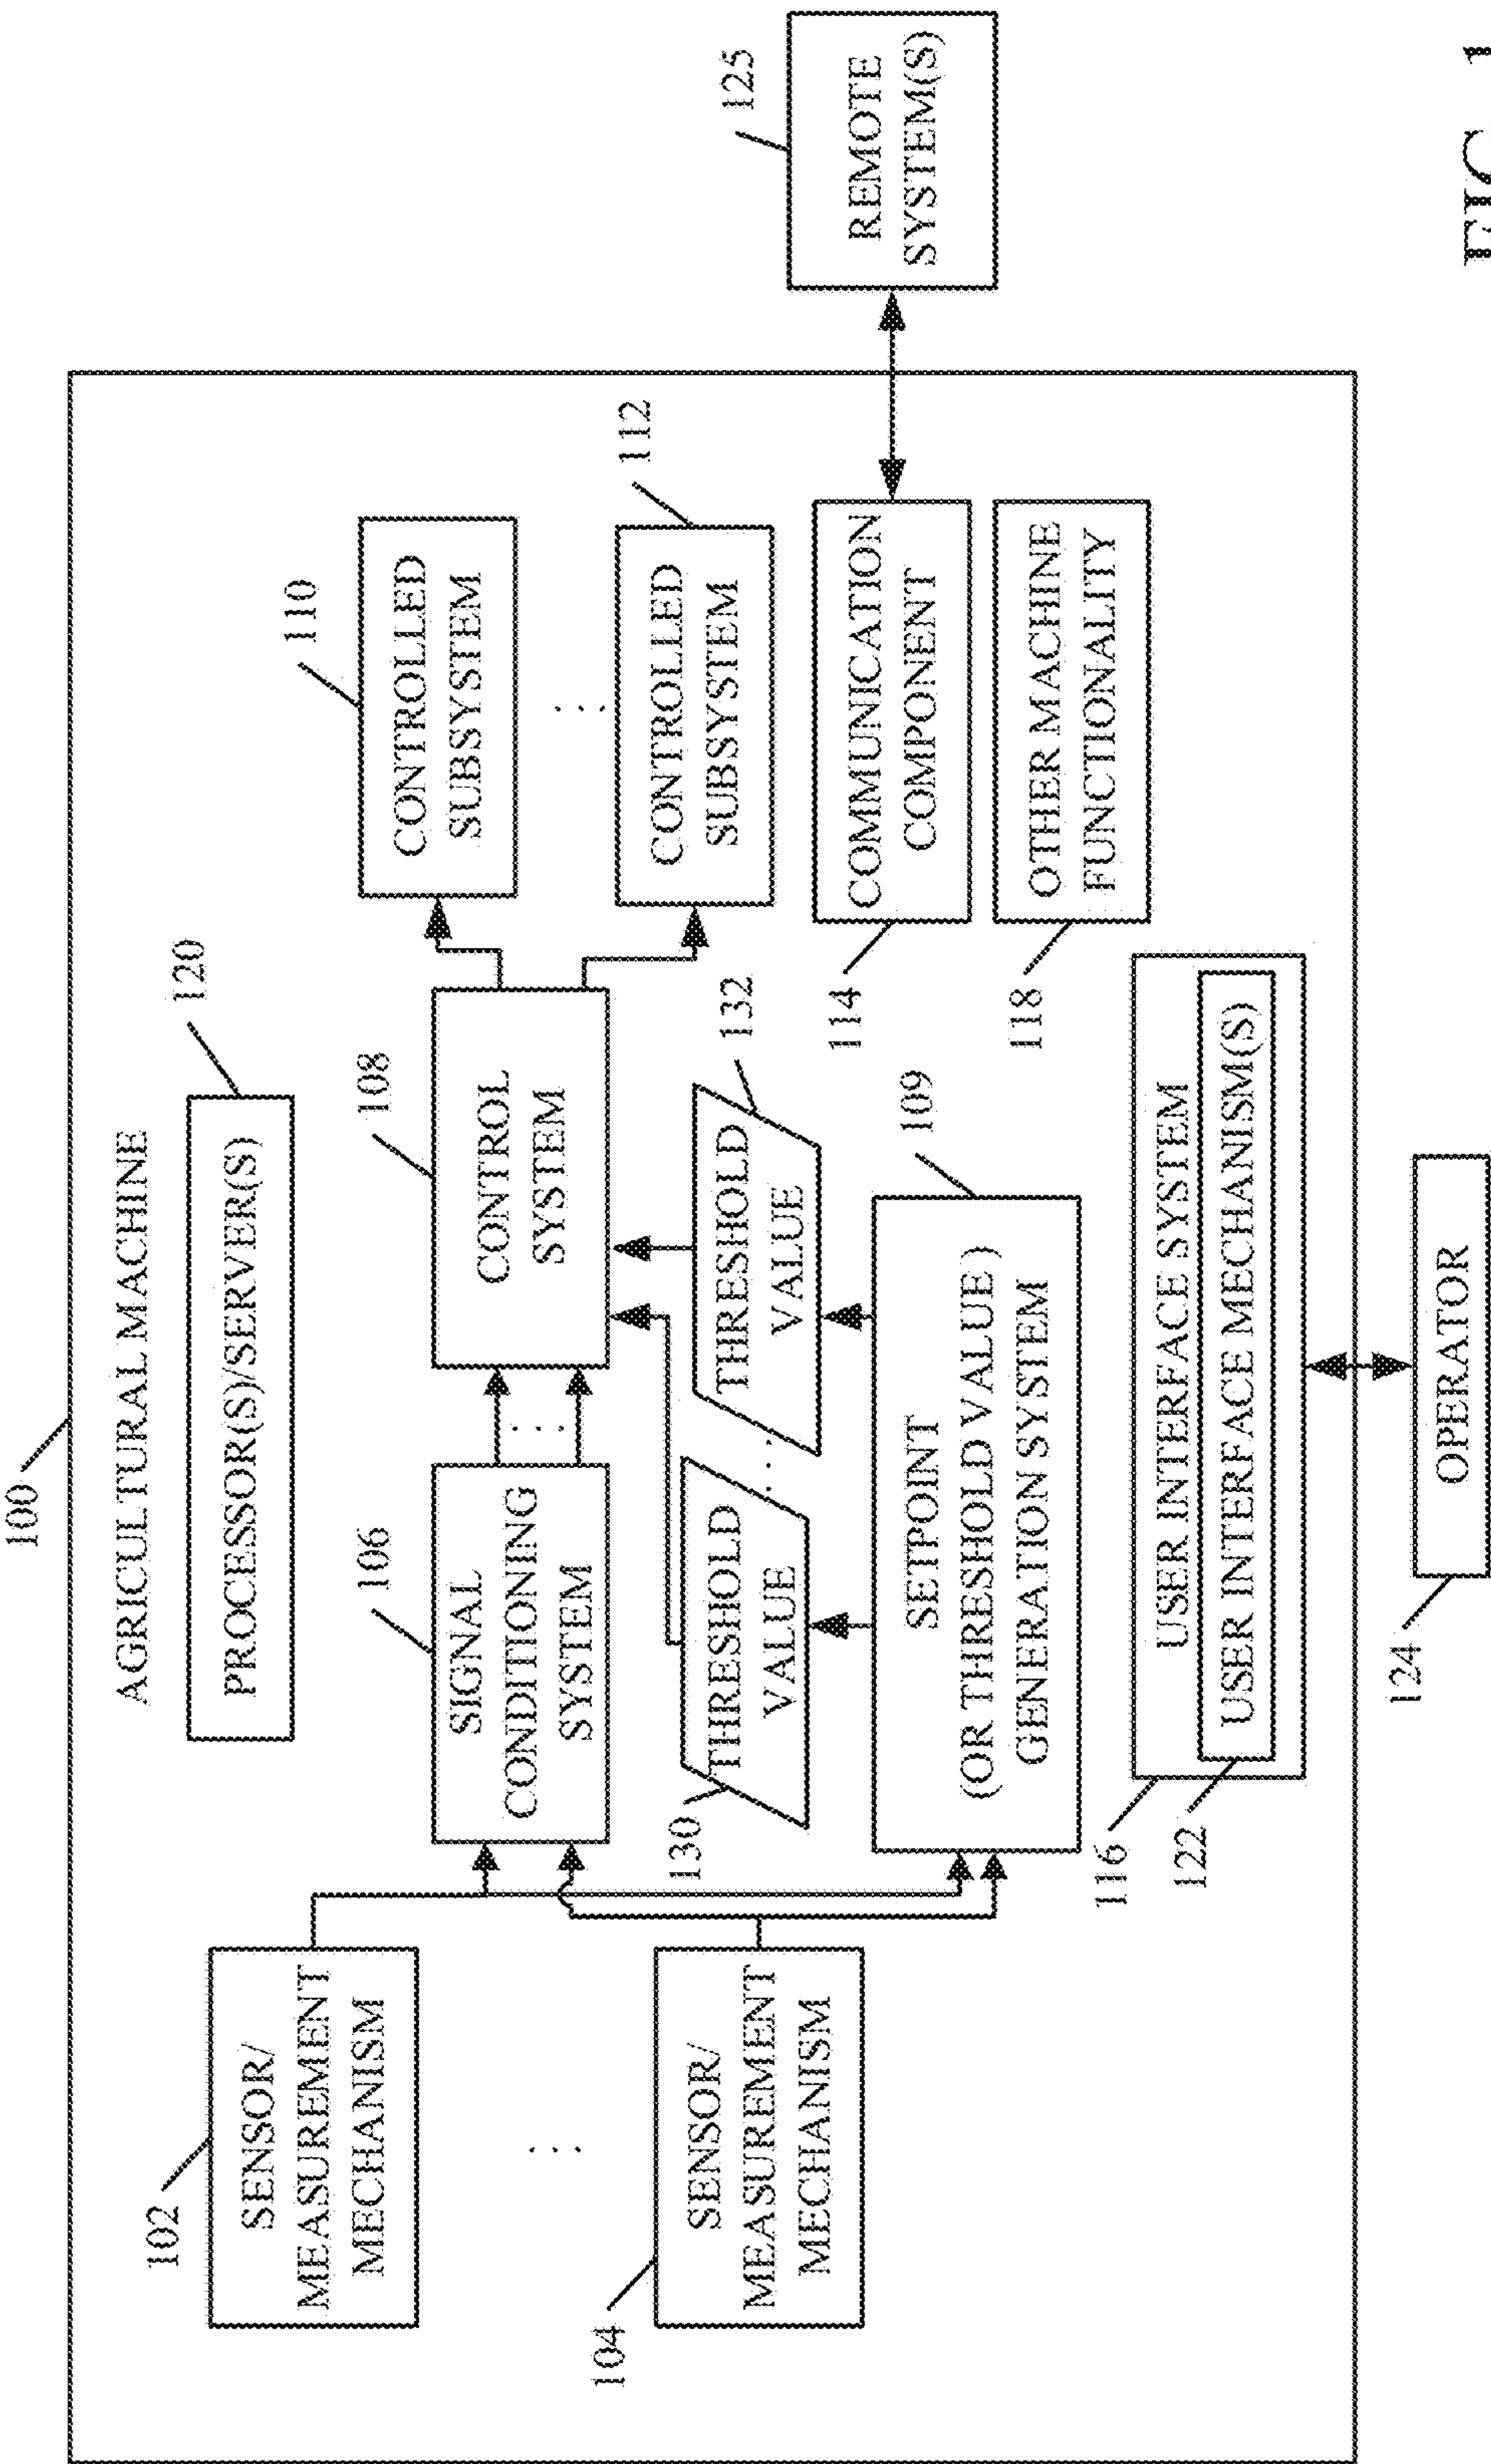 100
AGRICULTURAL MACHINE
120
PROCESSOR(S)/SERVER(S)
102
SENSOR/
MEASUREMENT
MECHANISM
. . .
104
SENSOR/
MEASUREMENT
MECHANISM
106
SIGNAL
CONDITIONING
SYSTEM
. . .
108
CONTROL
SYSTEM
110
CONTROLLED
SUBSYSTEM
. . .
112
CONTROLLED
SUBSYSTEM
130
THRESHOLD
VALUE
. . .
132
THRESHOLD
VALUE
109
SETPOINT
(OR THRESHOLD VALUE )
GENERATION SYSTEM
114
COMMUNICATION
COMPONENT
118
OTHER MACHINE
FUNCTIONALITY
125
REMOTE
SYSTEM(S)
116
USER INTERFACE SYSTEM
122
USER INTERFACE MECHANISM(S)
124
OPERATOR
FIG. 1